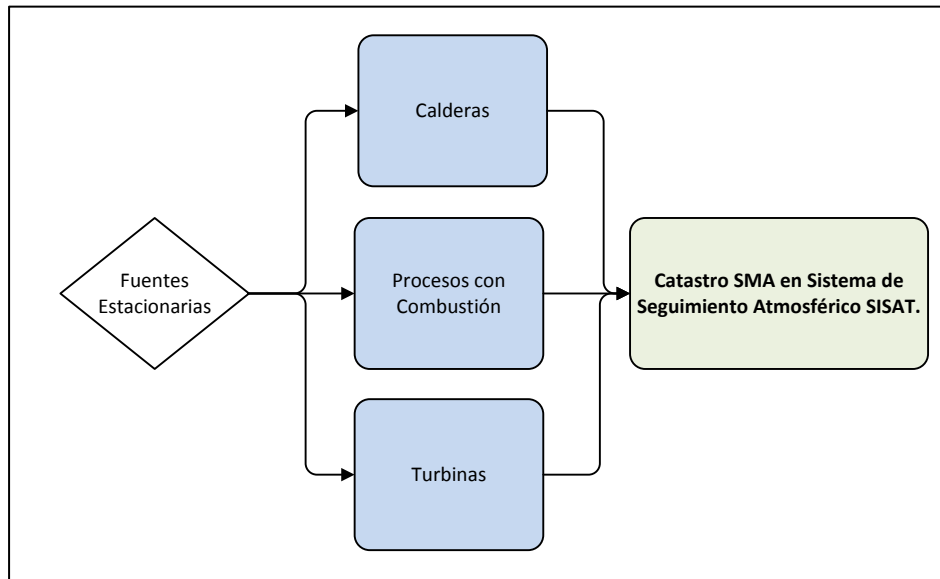 Calderas
Fuentes
Estacionarias
Procesos con
Combustión
Catastro SMA en Sistema de
Seguimiento Atmosférico SISAT.
Turbinas